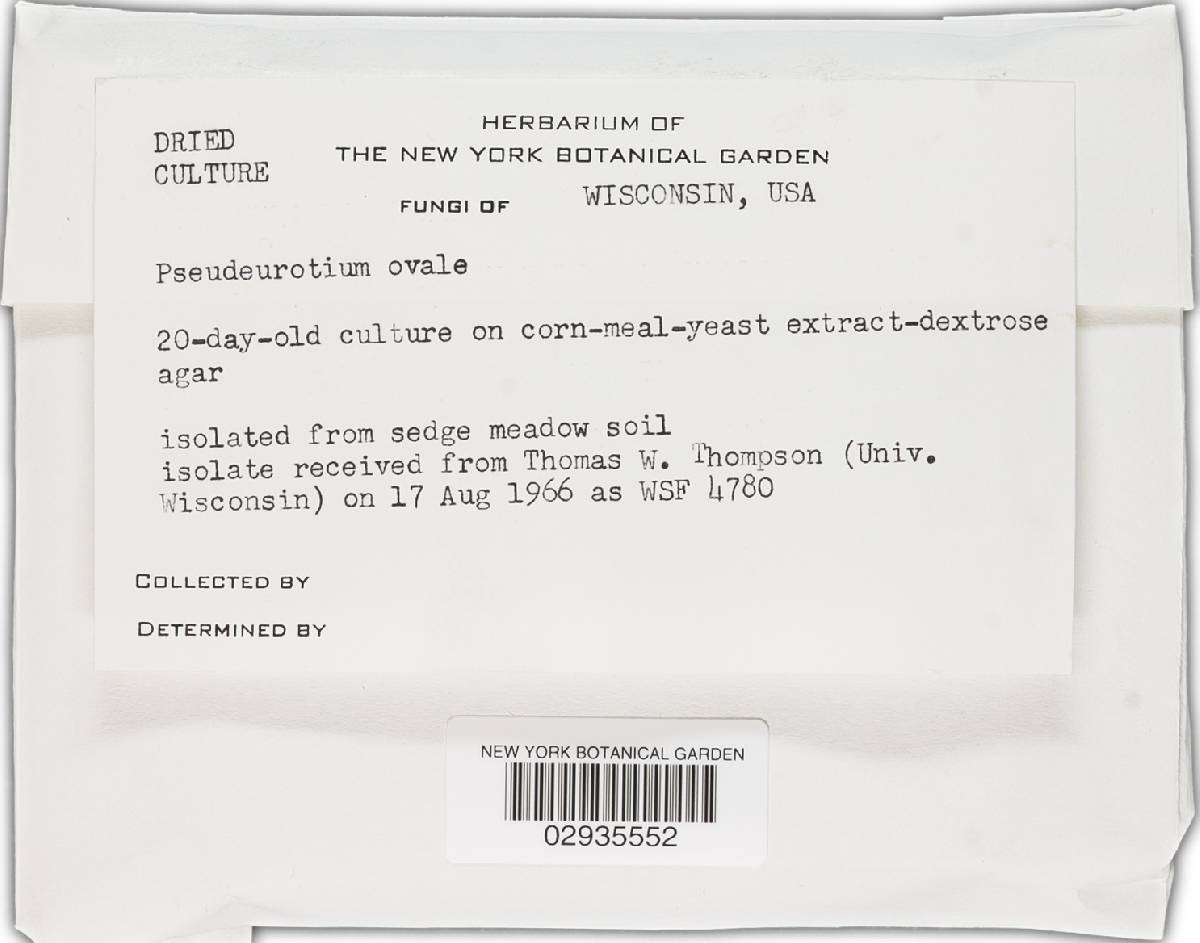 DRIED
CULTURE
HERBARIUM OF
THE NEW YORK BOTANICAL GARDEN
FUNGI OF WISCONSIN, USA
Pseudeurotium ovale
20-day-old culture on corn-meal-yeast extract-dextrose
agar
isolated from sedge meadow soil
isolate received from Thomas W. Thompson (Univ.
Wisconsin) on 17 Aug 1966 as WSF 4780
COLLECTED BY
DETERMINED BY
NEW YORK BOTANICAL GARDEN
02935552